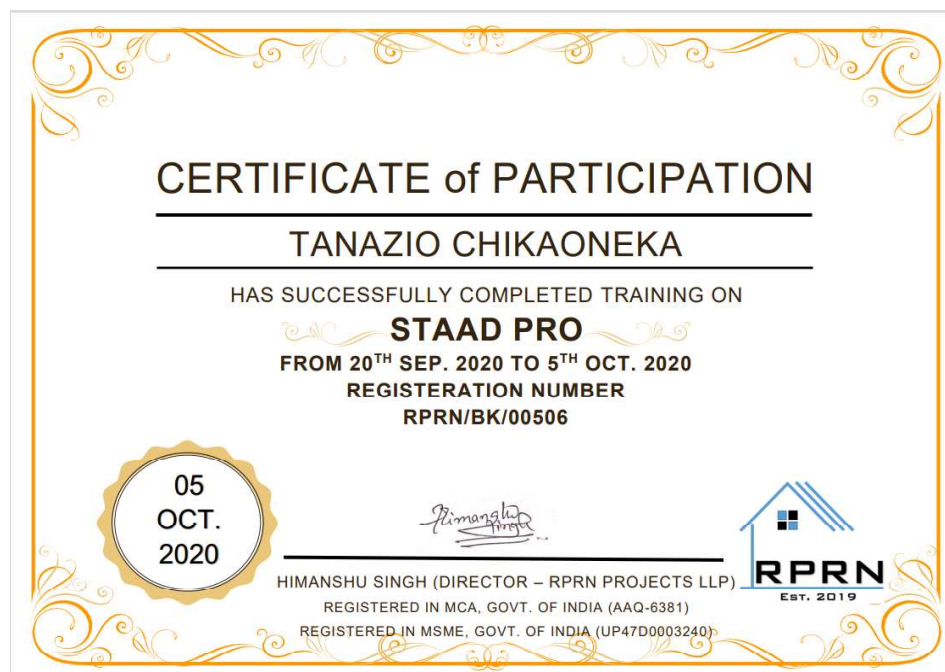 CERTIFICATE of PARTICIPATION
TANAZIO CHIKAONEKA
HAS SUCCESSFULLY COMPLETED TRAINING ON
STAAD PRO
FROM 20TH SEP. 2020 TO 5TH OCT. 2020
REGISTERATION NUMBER
RPRN/BK/00506
05
OCT.
2020
Himanshu
Singh
HIMANSHU SINGH (DIRECTOR – RPRN PROJECTS LLP)
REGISTERED IN MCA, GOVT. OF INDIA (AAQ-6381)
REGISTERED IN MSME, GOVT. OF INDIA (UP47D0003240)
RPRN
EST. 2019